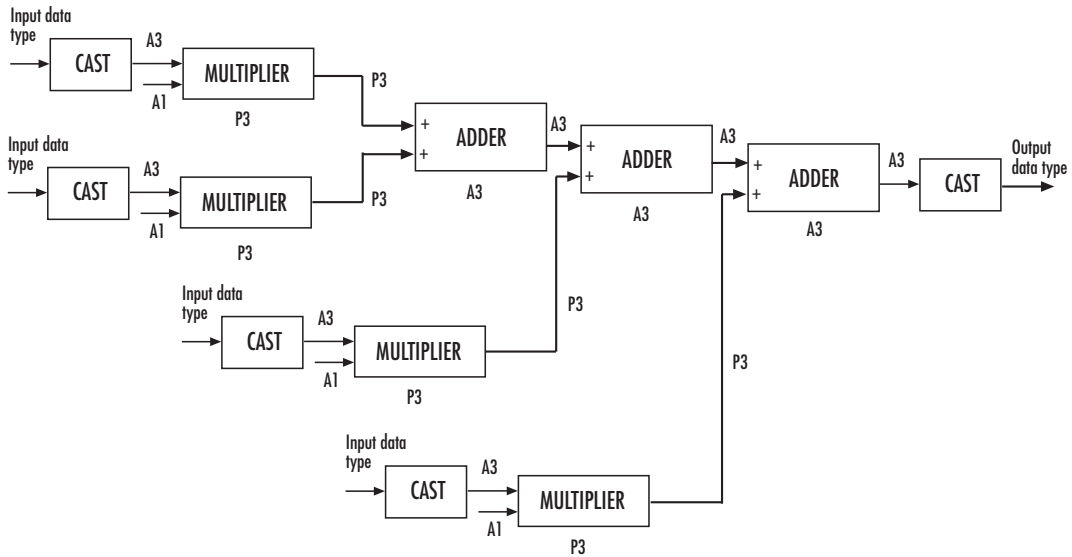 Input data
type
CAST
A3
A1
MULTIPLIER
P3
P3
Input data
type
CAST
A3
A1
MULTIPLIER
P3
P3
+
+
ADDER
A3
A3
+
+
ADDER
A3
A3
+
+
ADDER
A3
A3
CAST
Output
data type
Input data
type
CAST
A3
A1
MULTIPLIER
P3
P3
Input data
type
CAST
A3
A1
MULTIPLIER
P3
P3